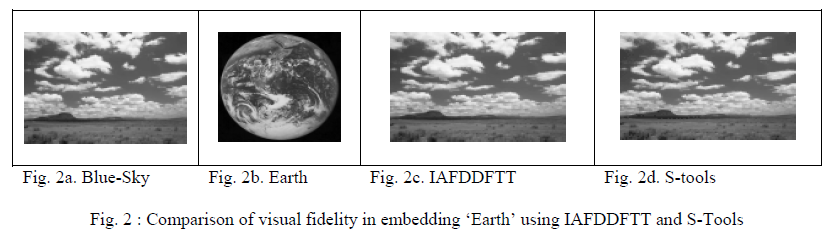 Fig. 2a. Blue-Sky Fig. 2b. Earth Fig. 2c. IAFDDFTT Fig. 2d. S-tools
Fig. 2 : Comparison of visual fidelity in embedding ‘Earth’ using IAFDDFTT and S-Tools